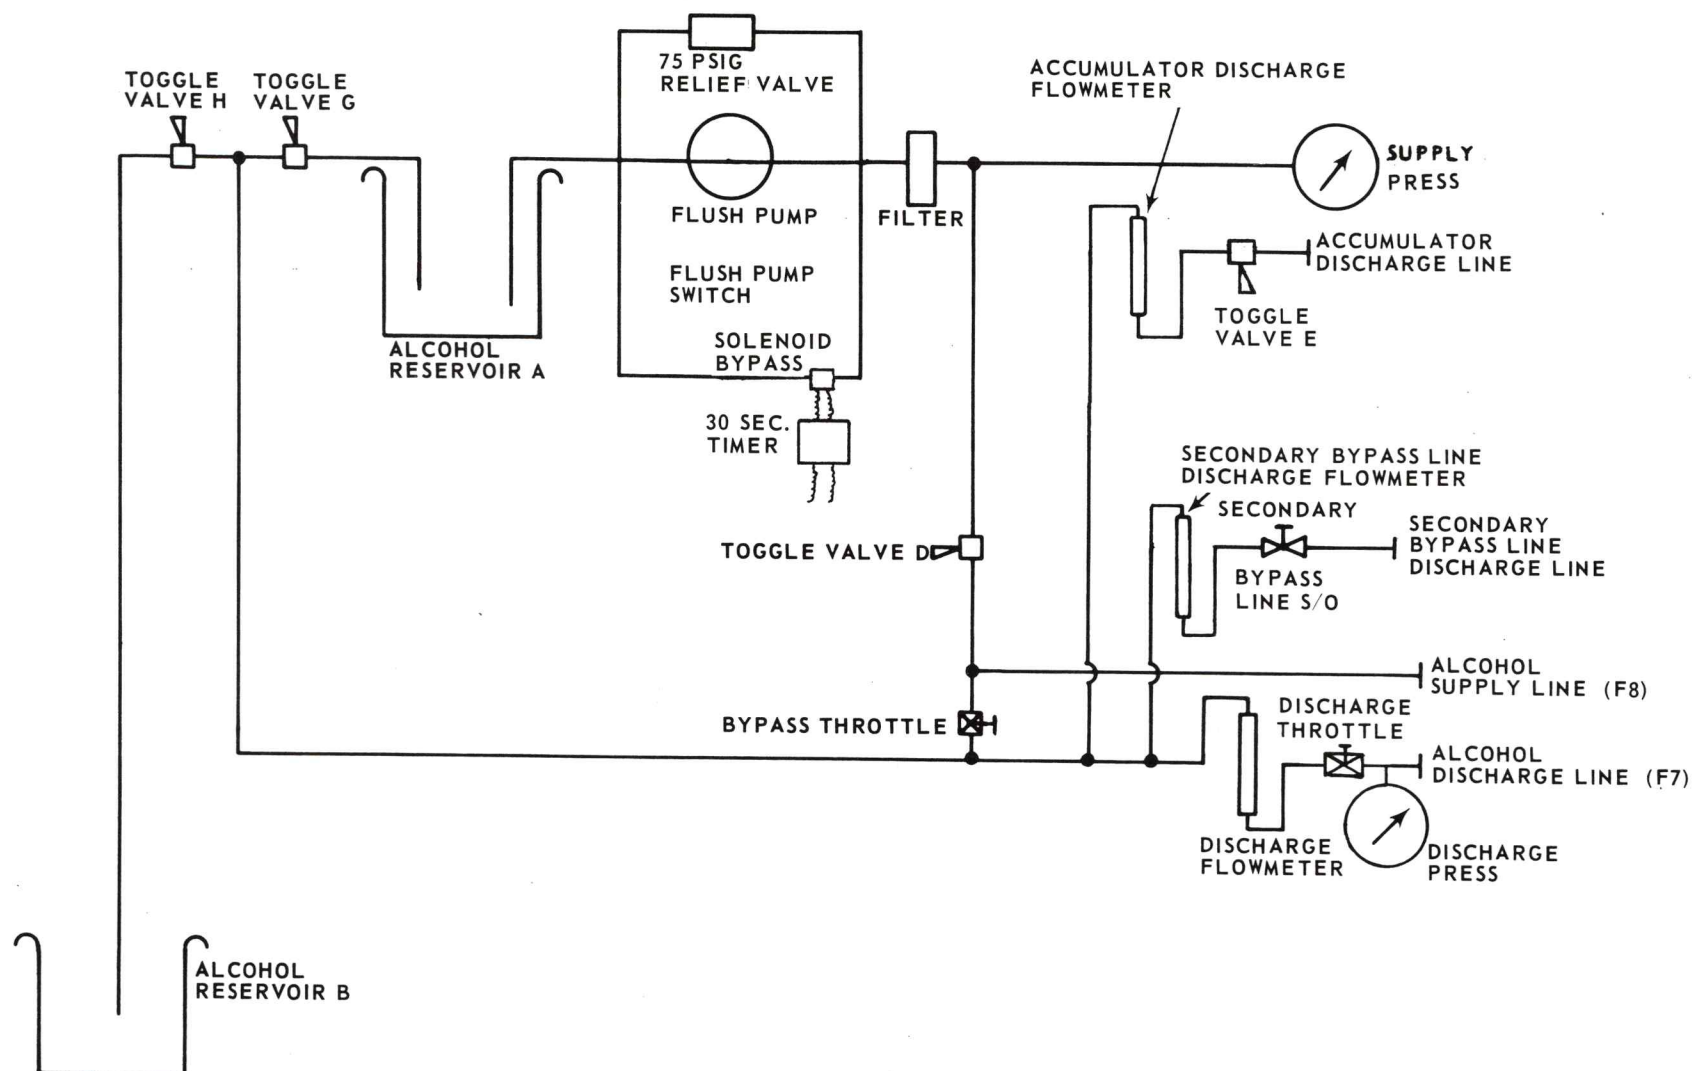 75 PSIG
RELIEF VALVE
ACCUMULATOR DISCHARGE
FLOWMETER
TOGGLE
VALVE H
TOGGLE
VALVE G
SUPPLY
PRESS
FLUSH PUMP
FILTER
ACCUMULATOR
DISCHARGE LINE
FLUSH PUMP
SWITCH
TOGGLE
VALVE E
SOLENOID
BYPASS
ALCOHOL
RESERVOIR A
30 SEC.
TIMER
SECONDARY BYPASS LINE
DISCHARGE FLOWMETER
SECONDARY
BYPASS
LINE S/O
SECONDARY
BYPASS LINE
DISCHARGE LINE
TOGGLE VALVE D
ALCOHOL
SUPPLY LINE (F8)
BYPASS THROTTLE
DISCHARGE
THROTTLE
ALCOHOL
DISCHARGE LINE (F7)
DISCHARGE
FLOWMETER
DISCHARGE
PRESS
ALCOHOL
RESERVOIR B